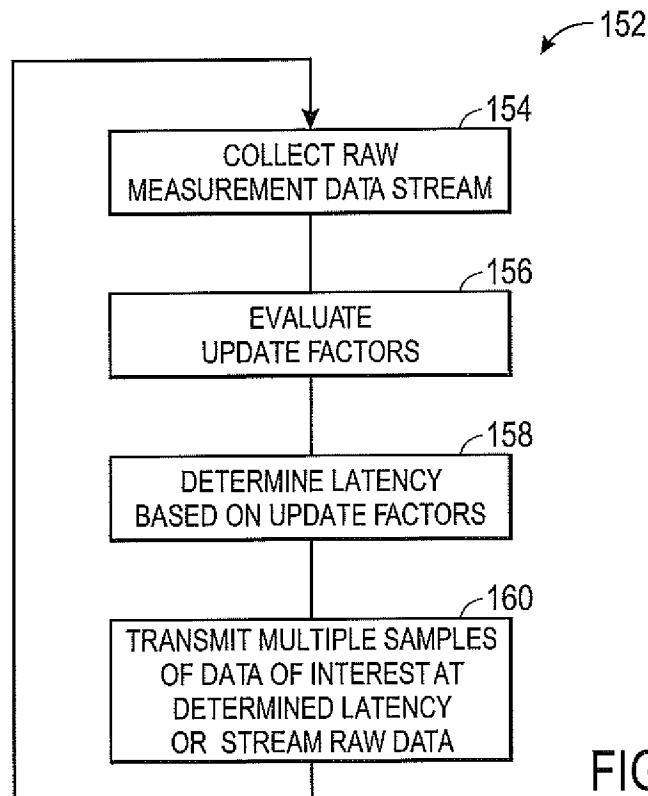 152
154
COLLECT RAW
MEASUREMENT DATA STREAM
156
EVALUATE
UPDATE FACTORS
158
DETERMINE LATENCY
BASED ON UPDATE FACTORS
160
TRANSMIT MULTIPLE SAMPLES
OF DATA OF INTEREST AT
DETERMINED LATENCY
OR STREAM RAW DATA
FIG